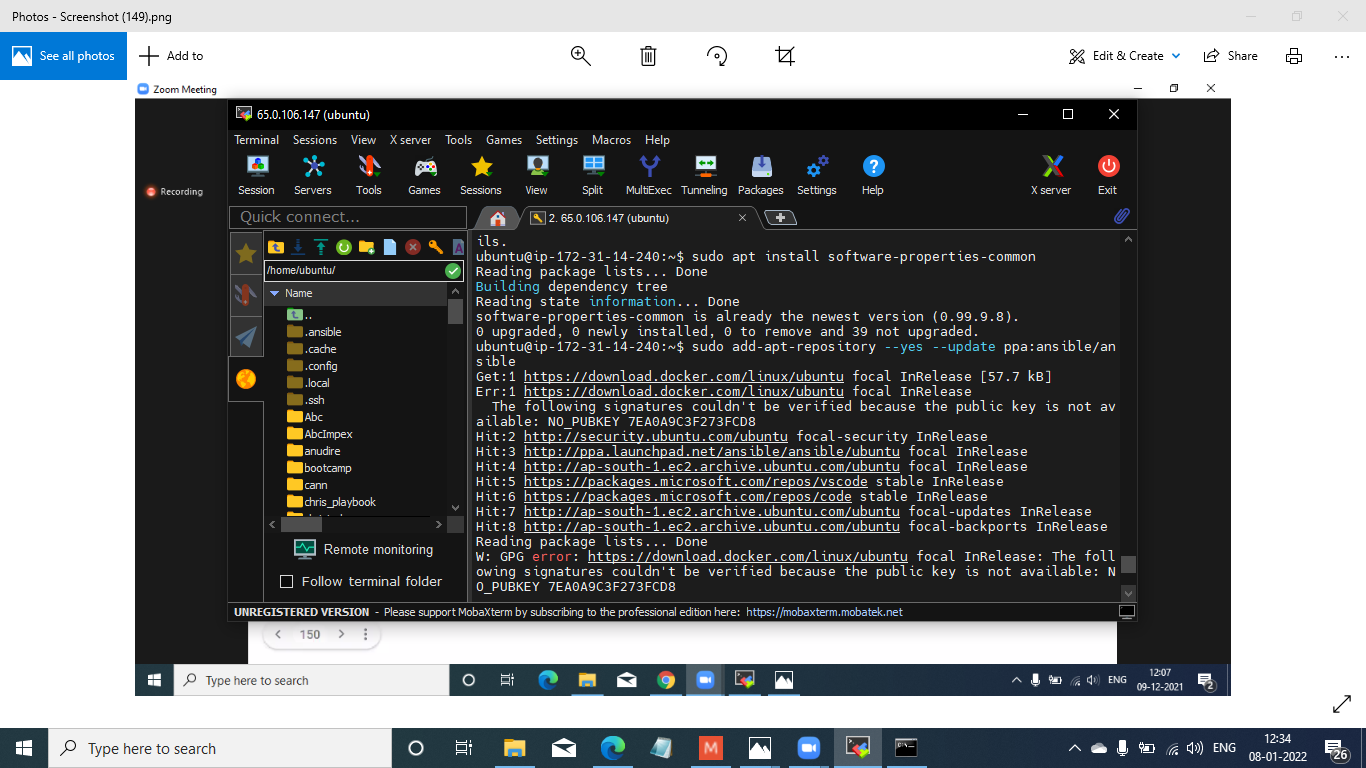 Photos - Screenshot (149).png
See all photos
Add to
Edit & Create
Share
Zoom Meeting
65.0.106.147 (ubuntu)
Terminal Sessions View X server Tools Games Settings Macros Help
Session Servers Tools Games Sessions View Split MultiExec Tunneling Packages Settings Help X server Exit
Recording
Quick connect...
2. 65.0.106.147 (ubuntu)
/home/ubuntu/
Name
..
.ansible
.cache
.config
.local
.ssh
Abc
AbcImpex
anudire
bootcamp
cann
chris_playbook
Remote monitoring
Follow terminal folder
ils.
ubuntu@ip-172-31-14-240:~$ sudo apt install software-properties-common
Reading package lists... Done
Building dependency tree
Reading state information... Done
software-properties-common is already the newest version (0.99.9.8).
0 upgraded, 0 newly installed, 0 to remove and 39 not upgraded.
ubuntu@ip-172-31-14-240:~$ sudo add-apt-repository --yes --update ppa:ansible/an
sible
Get:1 https://download.docker.com/linux/ubuntu focal InRelease [57.7 kB]
Err:1 https://download.docker.com/linux/ubuntu focal InRelease
The following signatures couldn't be verified because the public key is not av
ailable: NO_PUBKEY 7EA0A9C3F273FCD8
Hit:2 http://security.ubuntu.com/ubuntu focal-security InRelease
Hit:3 http://ppa.launchpad.net/ansible/ansible/ubuntu focal InRelease
Hit:4 http://ap-south-1.ec2.archive.ubuntu.com/ubuntu focal InRelease
Hit:5 https://packages.microsoft.com/repos/vscode stable InRelease
Hit:6 https://packages.microsoft.com/repos/code stable InRelease
Hit:7 http://ap-south-1.ec2.archive.ubuntu.com/ubuntu focal-updates InRelease
Hit:8 http://ap-south-1.ec2.archive.ubuntu.com/ubuntu focal-backports InRelease
Reading package lists... Done
W: GPG error: https://download.docker.com/linux/ubuntu focal InRelease: The foll
owing signatures couldn't be verified because the public key is not available: N
O_PUBKEY 7EA0A9C3F273FCD8
UNREGISTERED VERSION - Please support MobaXterm by subscribing to the professional edition here: https://mobaxterm.mobatek.net
150
Type here to search
ENG
12:07
09-12-2021
2
Type here to search
M
ENG
12:34
08-01-2022
26